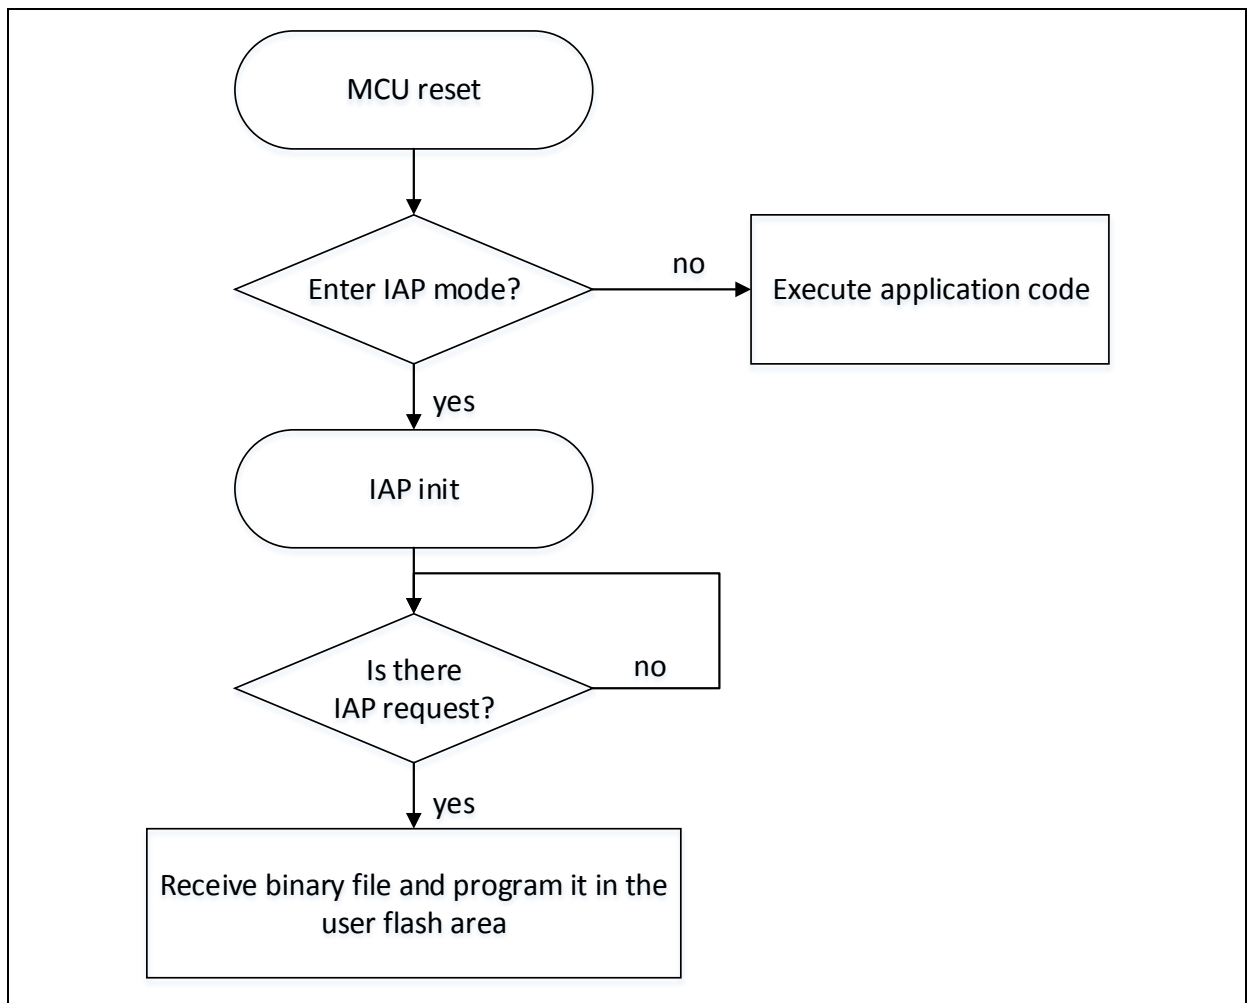 MCU reset
Enter IAP mode?
no
Execute application code
yes
IAP init
Is there
IAP request?
no
yes
Receive binary file and program it in the
user flash area